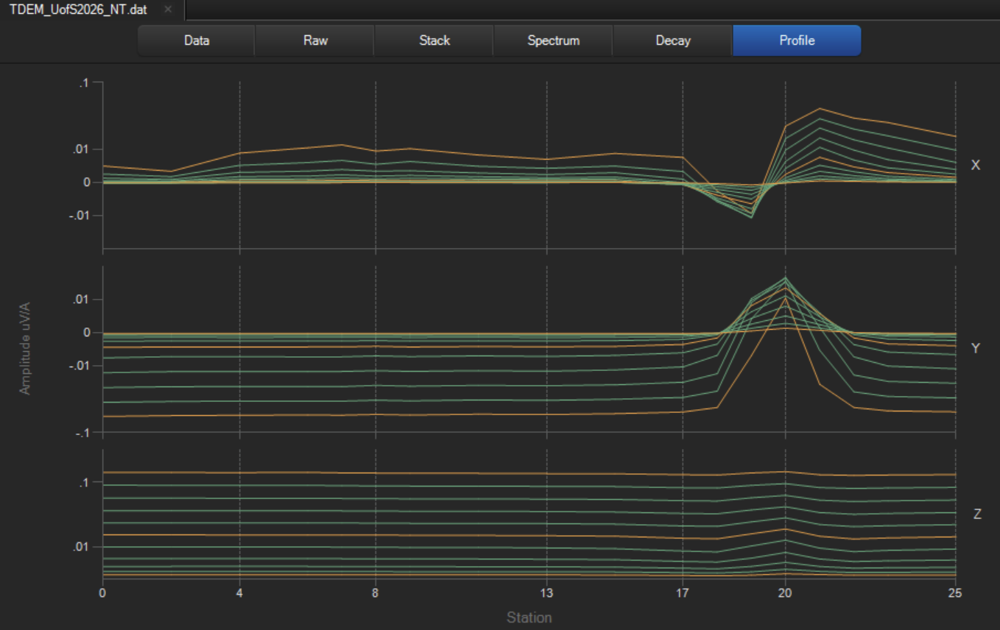 TDEM_UofS2026_NT.dat ×
Data Raw Stack Spectrum Decay Profile
.1
.01
0
-.01
X
Amplitude uV/A
.01
0
-.01
-.1
Y
.1
.01
Z
0 4 8 13 17 20 25
Station